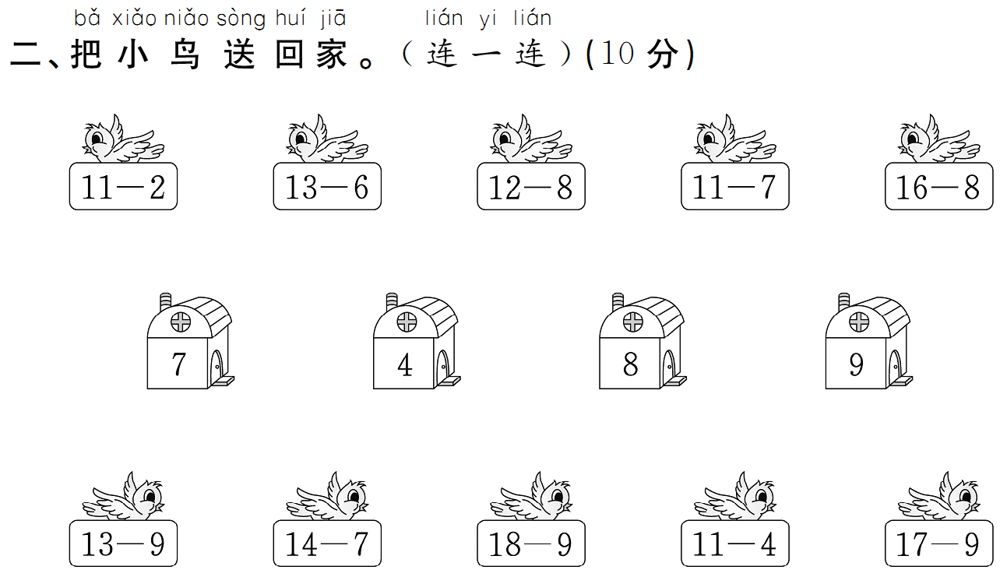 bǎ xiǎo niǎo sòng huí jiā lián yi lián
二、把小鸟送回家。(连一连)(10分)
11－2 13－6 12－8 11－7 16－8
7 4 8 9
13－9 14－7 18－9 11－4 17－9